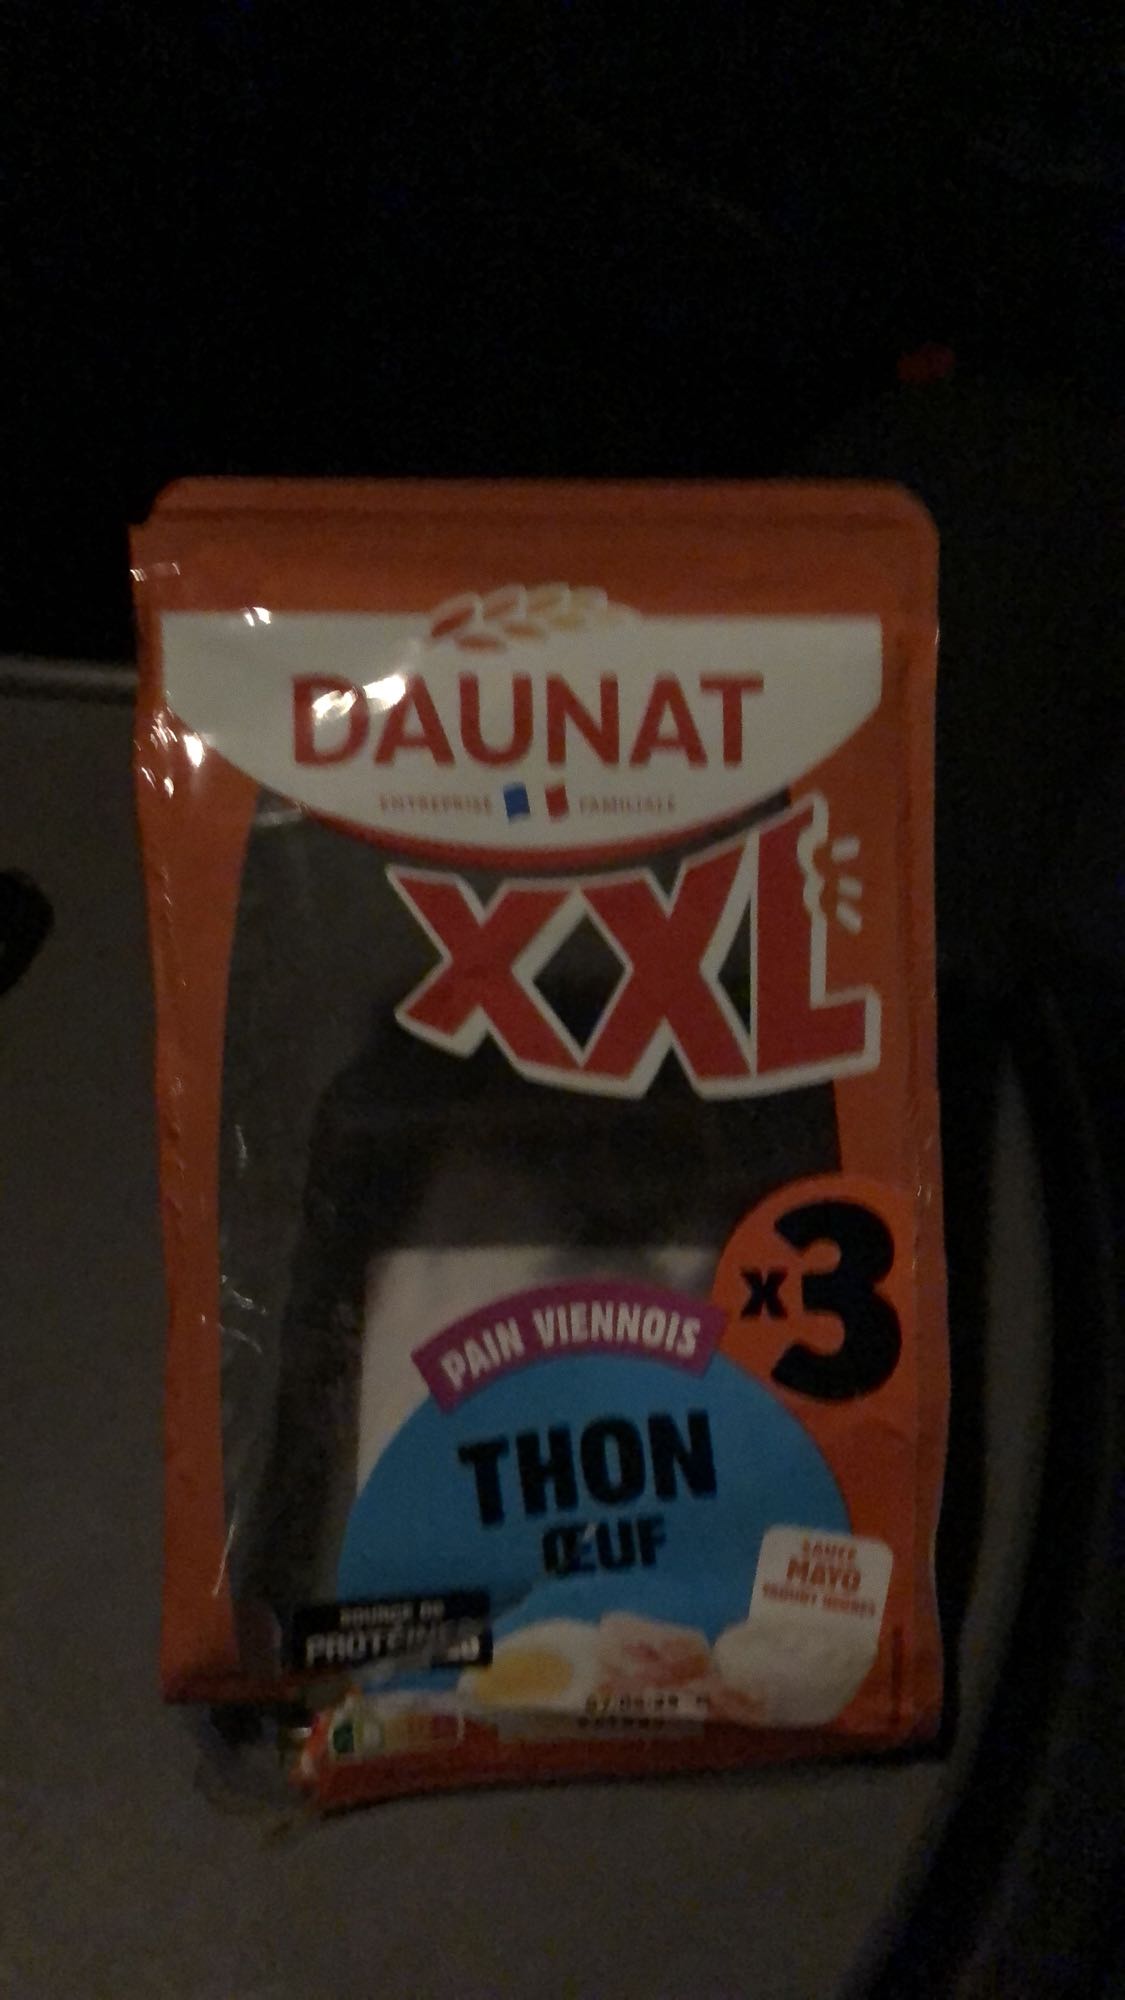 DAUNAT
ENTREPRISE FAMILIALE
XXL
x3
PAIN VIENNOIS
THON
ŒUF
SAUCE
MAYO
SOURCE DE
PROTÉINES